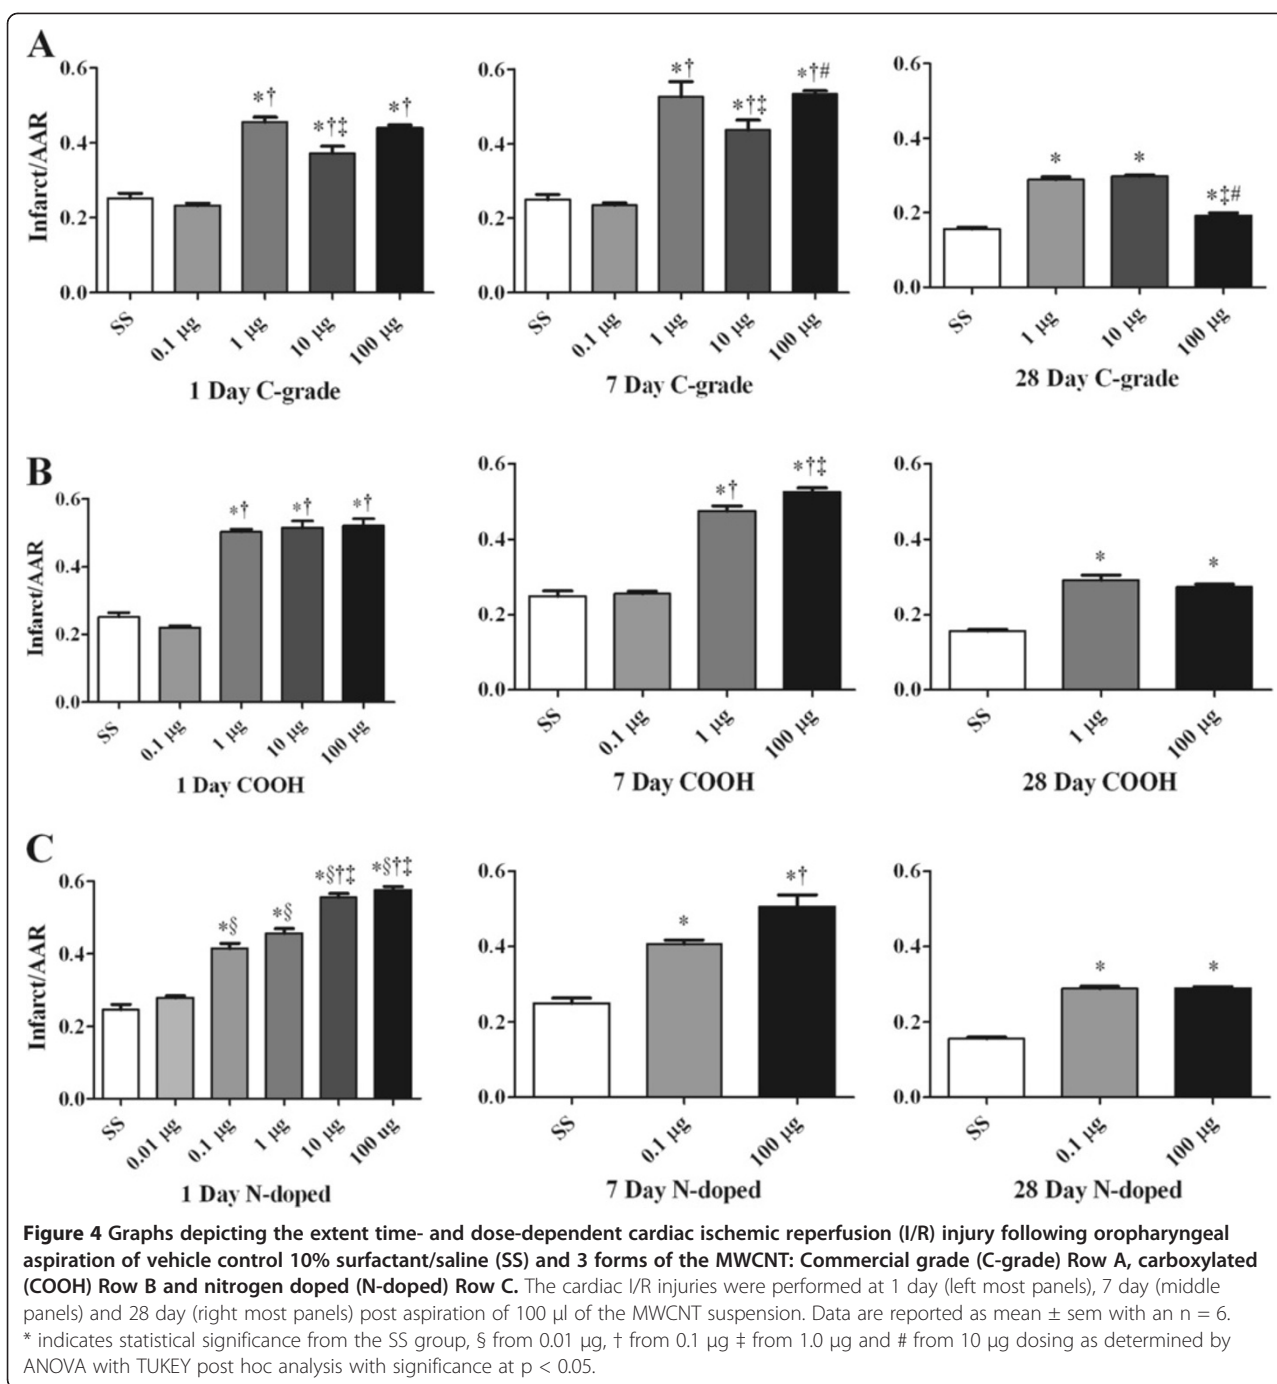 A
Infarct/AAR
0.6
0.4
0.2
0.0
*†
*†‡
*†
SS
0.1 µg
1 µg
10 µg
100 µg
1 Day C-grade
0.6
0.4
0.2
0.0
*†
*†‡
*†#
SS
0.1 µg
1 µg
10 µg
100 µg
7 Day C-grade
0.6
0.4
0.2
0.0
*
*
*‡#
SS
1 µg
10 µg
100 µg
28 Day C-grade
B
Infarct/AAR
0.6
0.4
0.2
0.0
*†
*†
*†
SS
0.1 µg
1 µg
10 µg
100 µg
1 Day COOH
0.6
0.4
0.2
0.0
*†
*†‡
SS
0.1 µg
1 µg
100 µg
7 Day COOH
0.6
0.4
0.2
0.0
*
*
SS
1 µg
100 µg
28 Day COOH
C
Infarct/AAR
0.6
0.4
0.2
0.0
*§
*§
*§†‡
*§†‡
SS
0.01 µg
0.1 µg
1 µg
10 µg
100 ug
1 Day N-doped
0.6
0.4
0.2
0.0
*
*†
SS
0.1 µg
100 µg
7 Day N-doped
0.6
0.4
0.2
0.0
*
*
SS
0.1 µg
100 µg
28 Day N-doped
Figure 4 Graphs depicting the extent time- and dose-dependent cardiac ischemic reperfusion (I/R) injury following oropharyngeal
aspiration of vehicle control 10% surfactant/saline (SS) and 3 forms of the MWCNT: Commercial grade (C-grade) Row A, carboxylated
(COOH) Row B and nitrogen doped (N-doped) Row C. The cardiac I/R injuries were performed at 1 day (left most panels), 7 day (middle
panels) and 28 day (right most panels) post aspiration of 100 µl of the MWCNT suspension. Data are reported as mean ± sem with an n = 6.
* indicates statistical significance from the SS group, § from 0.01 µg, † from 0.1 µg ‡ from 1.0 µg and # from 10 µg dosing as determined by
ANOVA with TUKEY post hoc analysis with significance at p < 0.05.